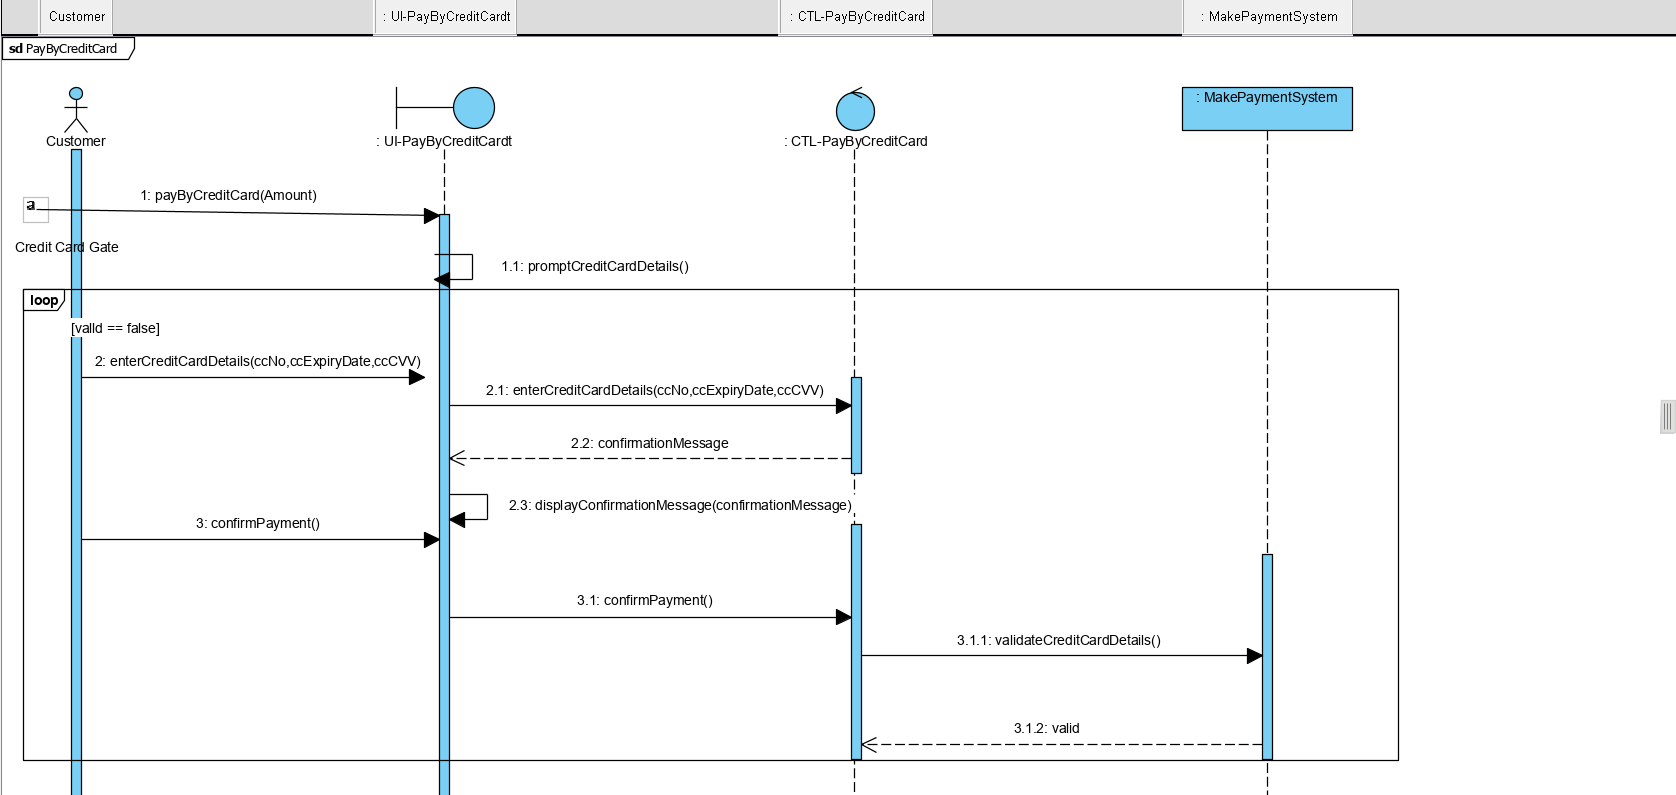 Customer
: UI-PayByCreditCardt
: CTL-PayByCreditCard
: MakePaymentSystem
sd PayByCreditCard
: MakePaymentSystem
Customer
: UI-PayByCreditCardt
: CTL-PayByCreditCard
1: payByCreditCard(Amount)
a
Credit Card Gate
1.1: promptCreditCardDetails()
loop
[valid == false]
2: enterCreditCardDetails(ccNo,ccExpiryDate,ccCVV)
2.1: enterCreditCardDetails(ccNo,ccExpiryDate,ccCVV)
2.2: confirmationMessage
2.3: displayConfirmationMessage(confirmationMessage)
3: confirmPayment()
3.1: confirmPayment()
3.1.1: validateCreditCardDetails()
3.1.2: valid